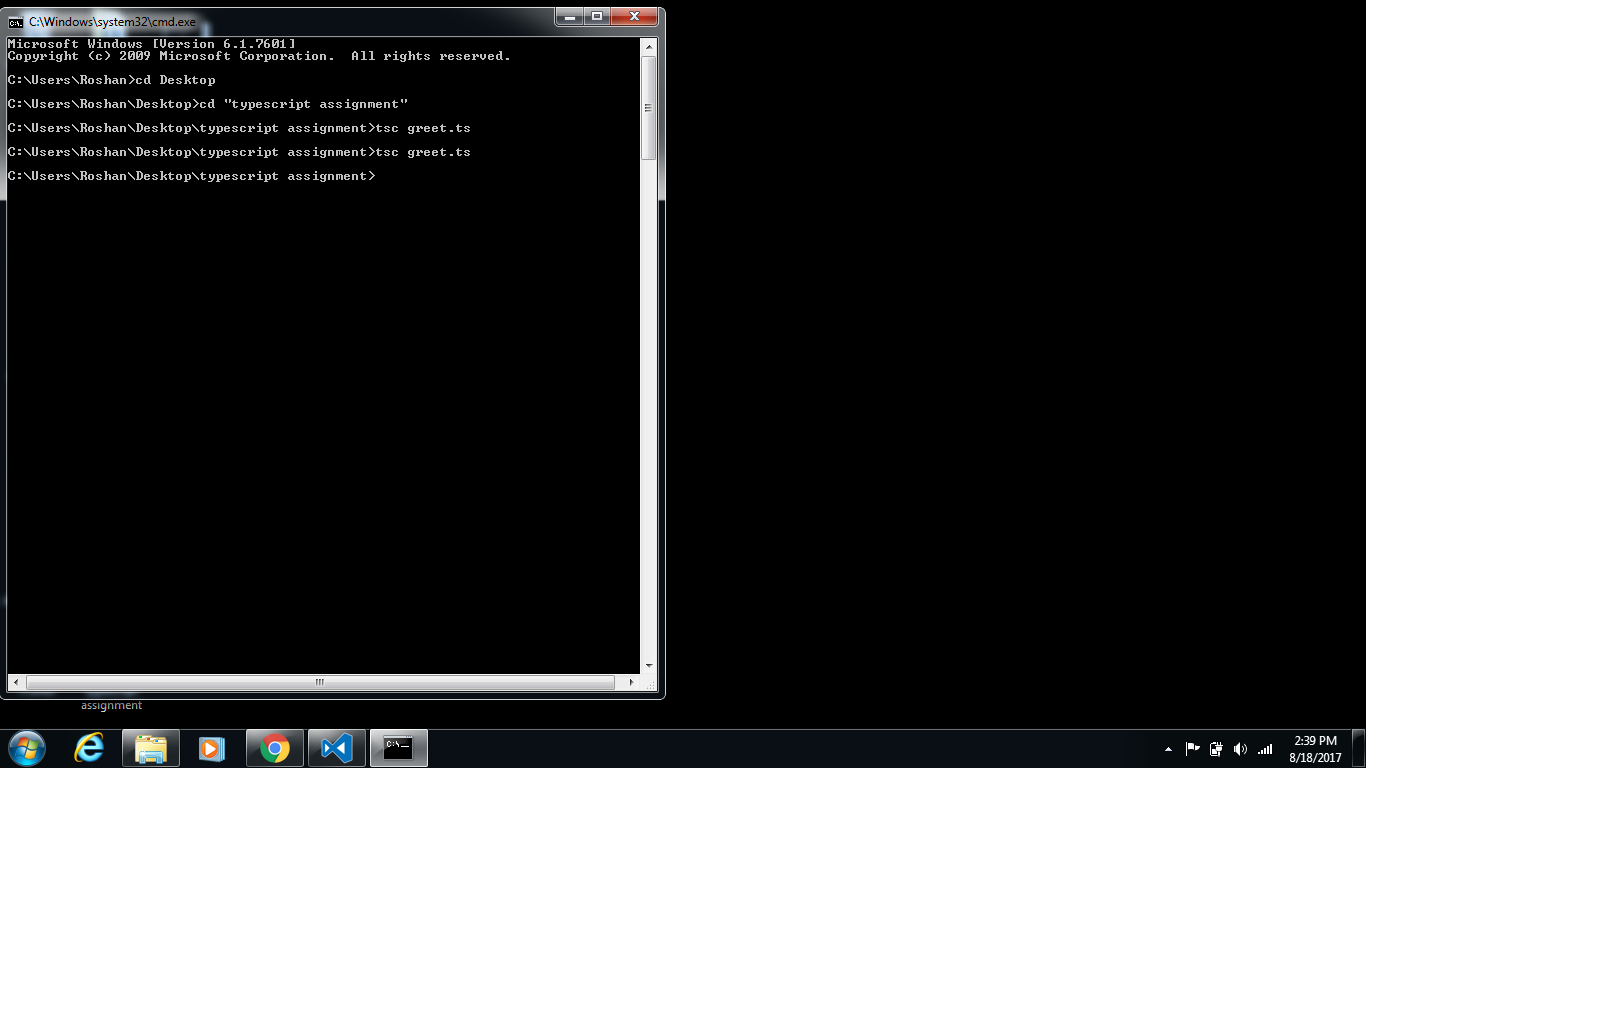 C:\Windows\system32\cmd.exe
Microsoft Windows [Version 6.1.7601]
Copyright (c) 2009 Microsoft Corporation.  All rights reserved.
C:\Users\Roshan>cd Desktop
C:\Users\Roshan\Desktop>cd "typescript assignment"
C:\Users\Roshan\Desktop\typescript assignment>tsc greet.ts
C:\Users\Roshan\Desktop\typescript assignment>tsc greet.ts
C:\Users\Roshan\Desktop\typescript assignment>
assignment
2:39 PM
8/18/2017